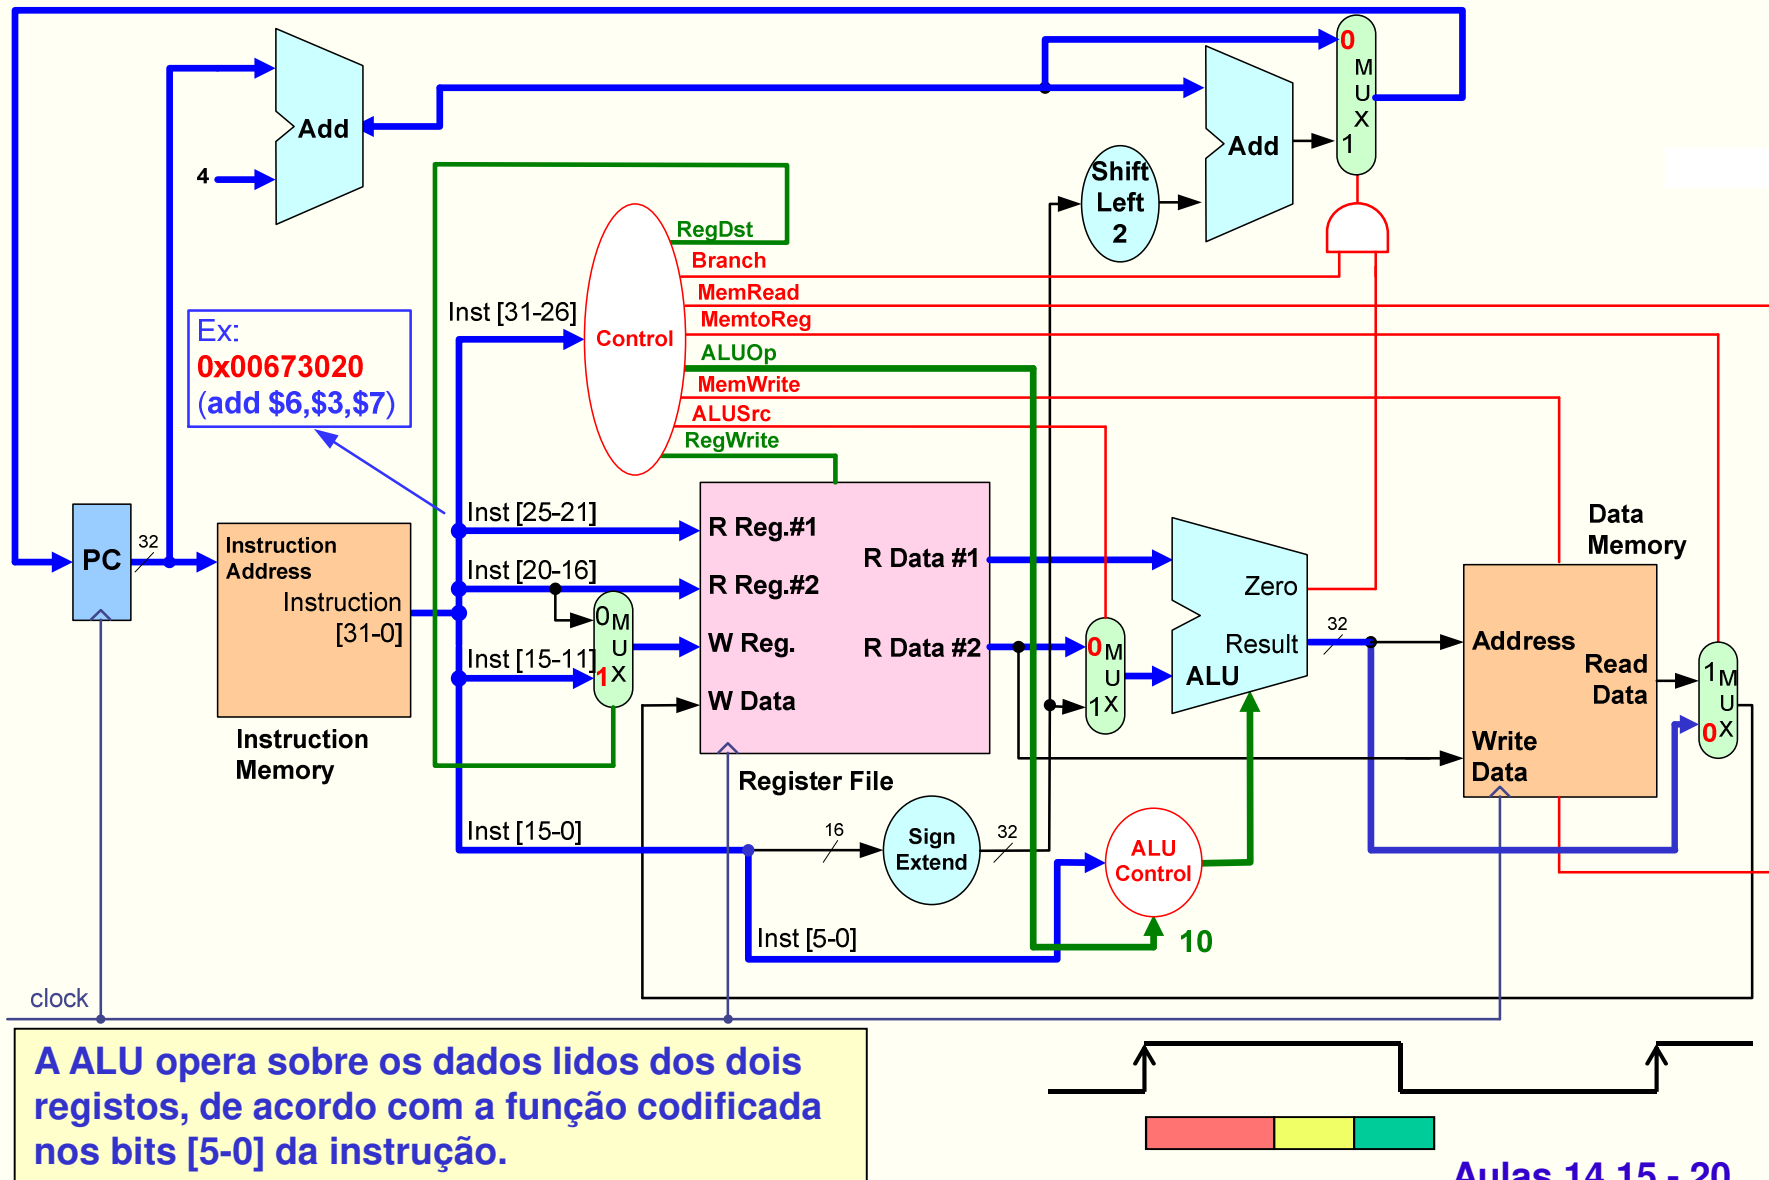 0
M
U
X
1
Add
4
Add
Shift
Left
2
RegDst
Branch
MemRead
MemtoReg
ALUOp
MemWrite
ALUSrc
RegWrite
Control
Inst [31-26]
Ex:
0x00673020
(add $6,$3,$7)
PC
32
Instruction
Address
Instruction
[31-0]
Instruction
Memory
Inst [25-21]
Inst [20-16]
Inst [15-11]
0
M
U
1
X
R Reg.#1
R Reg.#2
W Reg.
W Data
R Data #1
R Data #2
Register File
0
M
U
1
X
Zero
Result
ALU
32
Data
Memory
Address
Read
Data
Write
Data
1
M
U
0
X
Inst [15-0]
16
Sign
Extend
32
ALU
Control
Inst [5-0]
10
clock
A ALU opera sobre os dados lidos dos dois
registos, de acordo com a função codificada
nos bits [5-0] da instrução.
Aulas 14,15 - 20